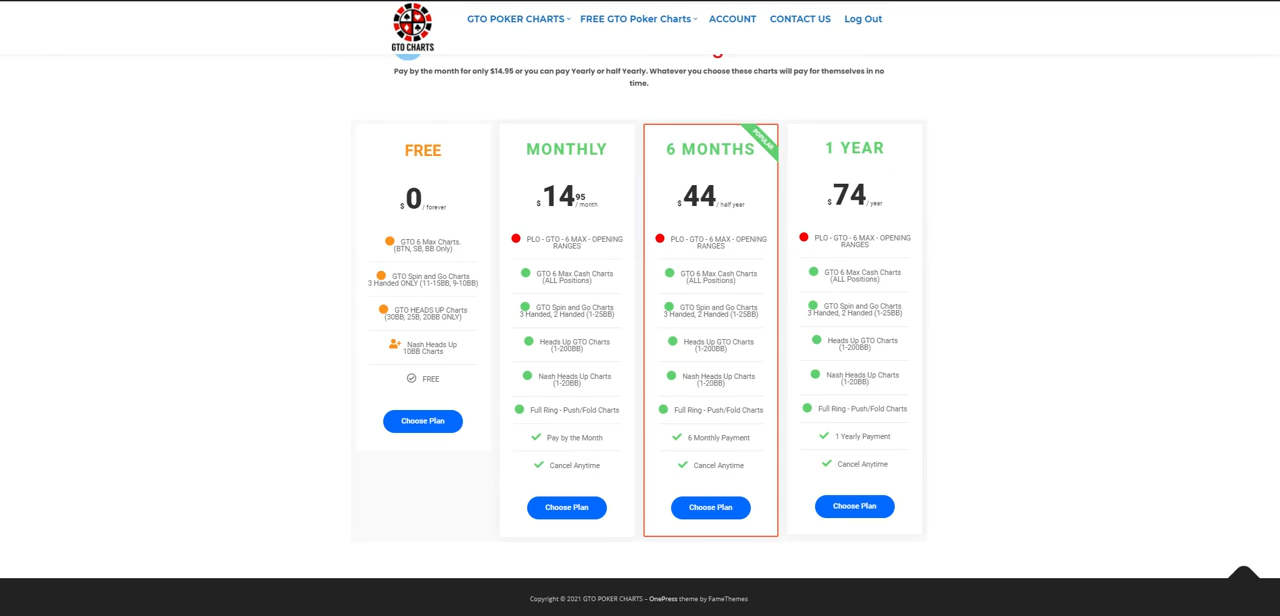 GTO POKER CHARTS
FREE GTO Poker Charts
ACCOUNT
CONTACT US
Log Out
GTO CHARTS
Pay by the month for only $14.95 or you can pay Yearly or half Yearly. Whatever you choose these charts will pay for themselves in no
time.
FREE
$0 / forever
GTO 6 Max Charts.
(BTN, SB, BB Only)
GTO Spin and Go Charts
3 Handed ONLY (11-15BB, 9-10BB)
GTO HEADS UP Charts
(30BB, 25B, 20BB ONLY)
Nash Heads Up
10BB Charts
FREE
Choose Plan
MONTHLY
$14.95 / month
PLO - GTO - 6 MAX - OPENING
RANGES
GTO 6 Max Cash Charts
(ALL Positions)
GTO Spin and Go Charts
3 Handed, 2 Handed (1-25BB)
Heads Up GTO Charts
(1-200BB)
Nash Heads Up Charts
(1-20BB)
Full Ring - Push/Fold Charts
Pay by the Month
Cancel Anytime
Choose Plan
POPULAR
6 MONTHS
$44 / half year
PLO - GTO - 6 MAX - OPENING
RANGES
GTO 6 Max Cash Charts
(ALL Positions)
GTO Spin and Go Charts
3 Handed, 2 Handed (1-25BB)
Heads Up GTO Charts
(1-200BB)
Nash Heads Up Charts
(1-20BB)
Full Ring - Push/Fold Charts
6 Monthly Payment
Cancel Anytime
Choose Plan
1 YEAR
$74 / year
PLO - GTO - 6 MAX - OPENING
RANGES
GTO 6 Max Cash Charts
(ALL Positions)
GTO Spin and Go Charts
3 Handed, 2 Handed (1-25BB)
Heads Up GTO Charts
(1-200BB)
Nash Heads Up Charts
(1-20BB)
Full Ring - Push/Fold Charts
1 Yearly Payment
Cancel Anytime
Choose Plan
Copyright © 2021 GTO POKER CHARTS – OnePress theme by FameThemes